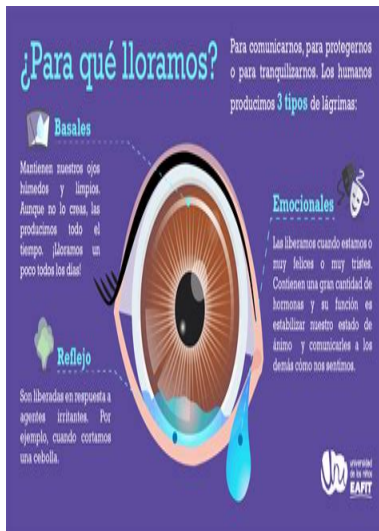 ¿Para qué lloramos?
Para comunicarnos, para protegernos
o para tranquilizarnos. Los humanos
producimos 3 tipos de lágrimas:
Basales
Mantienen nuestros ojos
húmedos y limpios.
Aunque no lo creas, las
producimos todo el
tiempo. ¡Lloramos un
poco todos los días!
Emocionales
Las liberamos cuando estamos o
muy felices o muy tristes.
Contienen una gran cantidad de
hormonas y su función es
estabilizar nuestro estado de
ánimo y comunicarles a los
demás cómo nos sentimos.
Reflejo
Son liberadas en respuesta a
agentes irritantes. Por
ejemplo, cuando cortamos
una cebolla.
universidad
de los niños
EAFIT